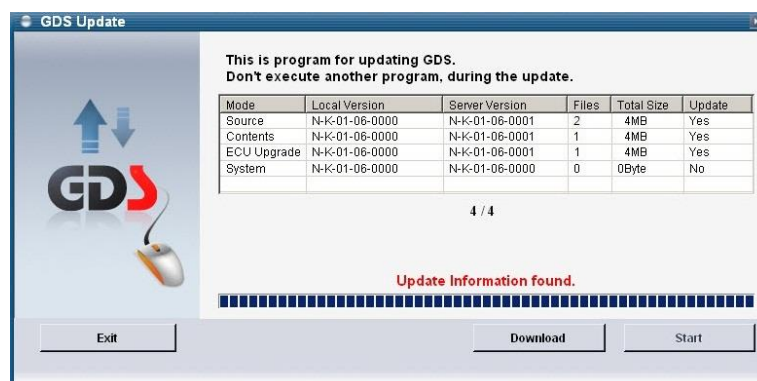 GDS Update
This is program for updating GDS.
Don't execute another program, during the update.
Mode Local Version Server Version Files Total Size Update
Source N-K-01-06-0000 N-K-01-06-0001 2 4MB Yes
Contents N-K-01-06-0000 N-K-01-06-0001 1 4MB Yes
ECU Upgrade N-K-01-06-0000 N-K-01-06-0001 1 4MB Yes
System N-K-01-06-0000 N-K-01-06-0000 0 0Byte No
GDS
4 / 4
Update Information found.
Exit Download Start